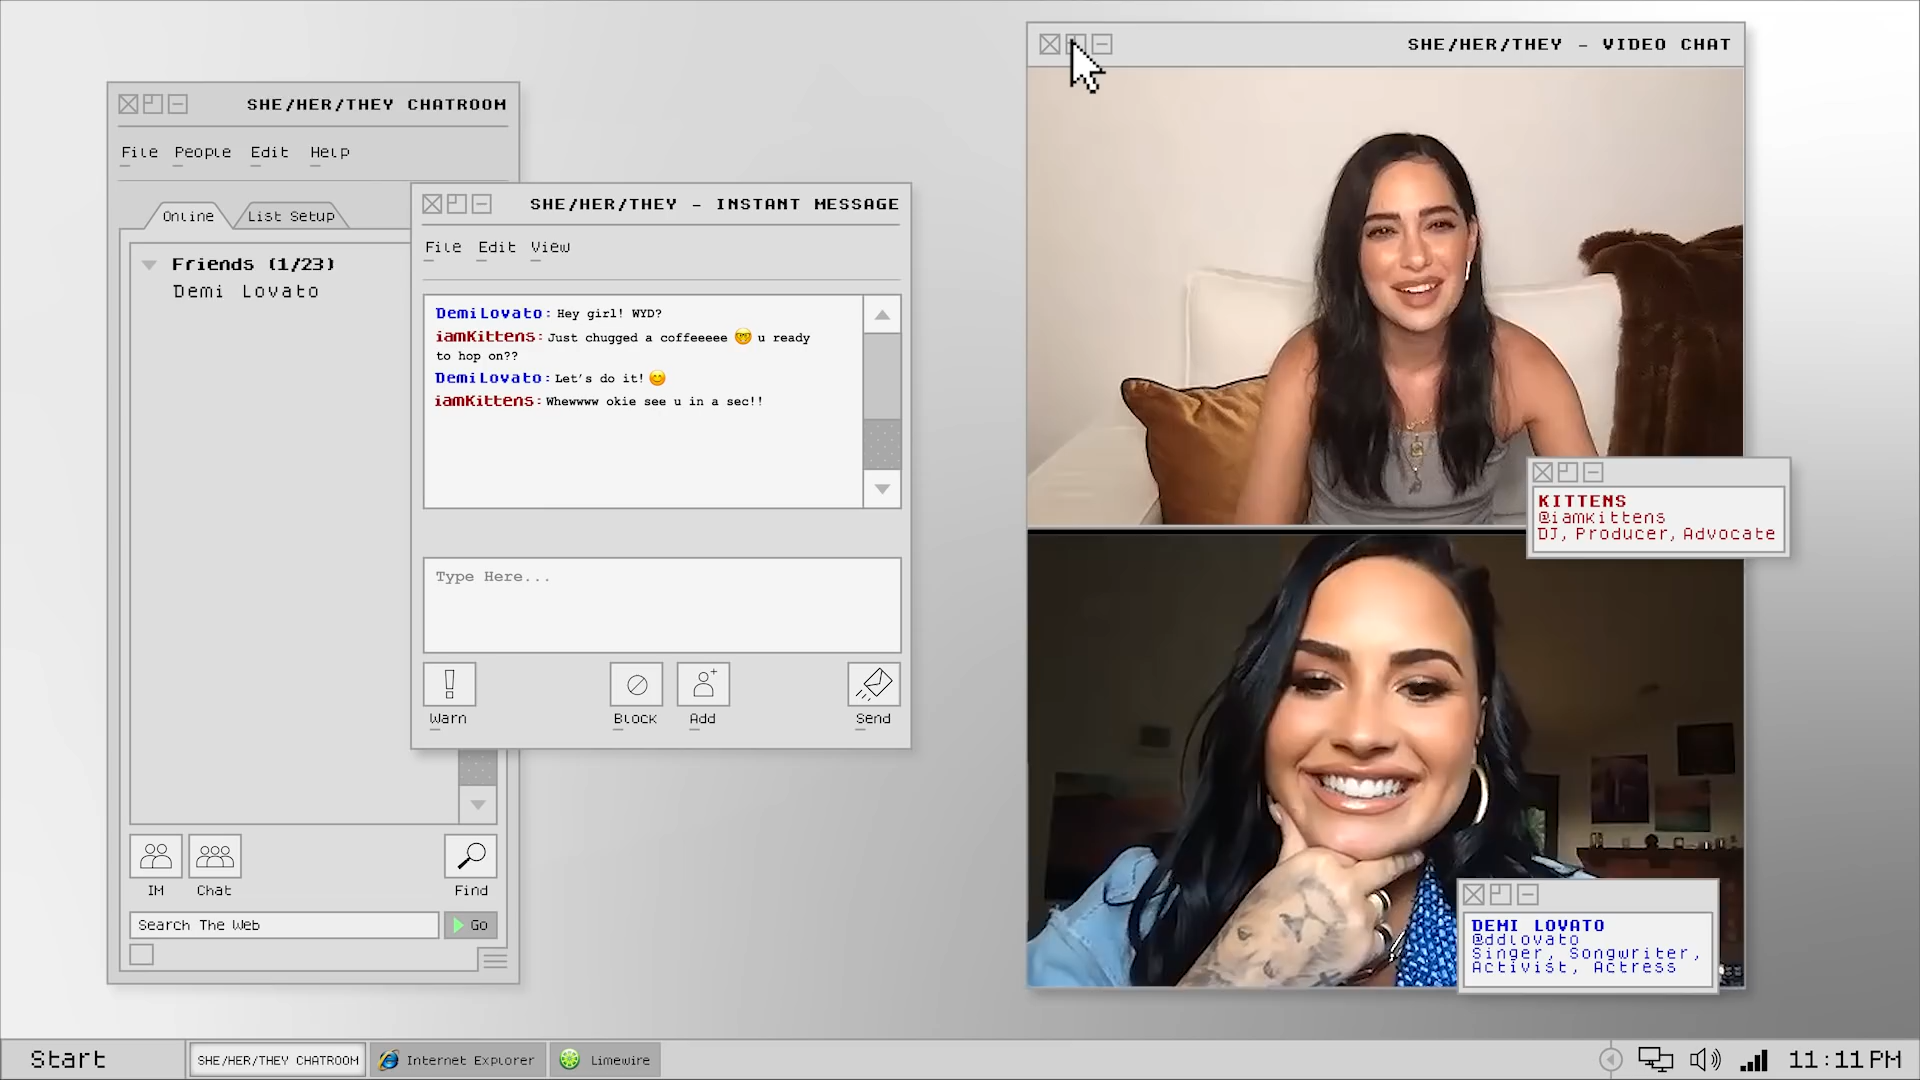 SHE/HER/THEY CHATROOM
File People Edit Help
Online List Setup
Friends (1/23)
Demi Lovato
IM Chat Find
Search The Web Go
SHE/HER/THEY - INSTANT MESSAGE
File Edit View
DemiLovato: Hey girl! WYD?
iamKittens: Just chugged a coffeeeee 🤓 u ready
to hop on??
DemiLovato: Let's do it! 😊
iamKittens: Whewwww okie see u in a sec!!
Type Here...
Warn Block Add Send
SHE/HER/THEY - VIDEO CHAT
KITTENS
@iamkittens
DJ, Producer, Advocate
DEMI LOVATO
@ddlovato
Singer, Songwriter,
Activist, Actress
Start SHE/HER/THEY CHATROOM Internet Explorer Limewire 11:11 PM